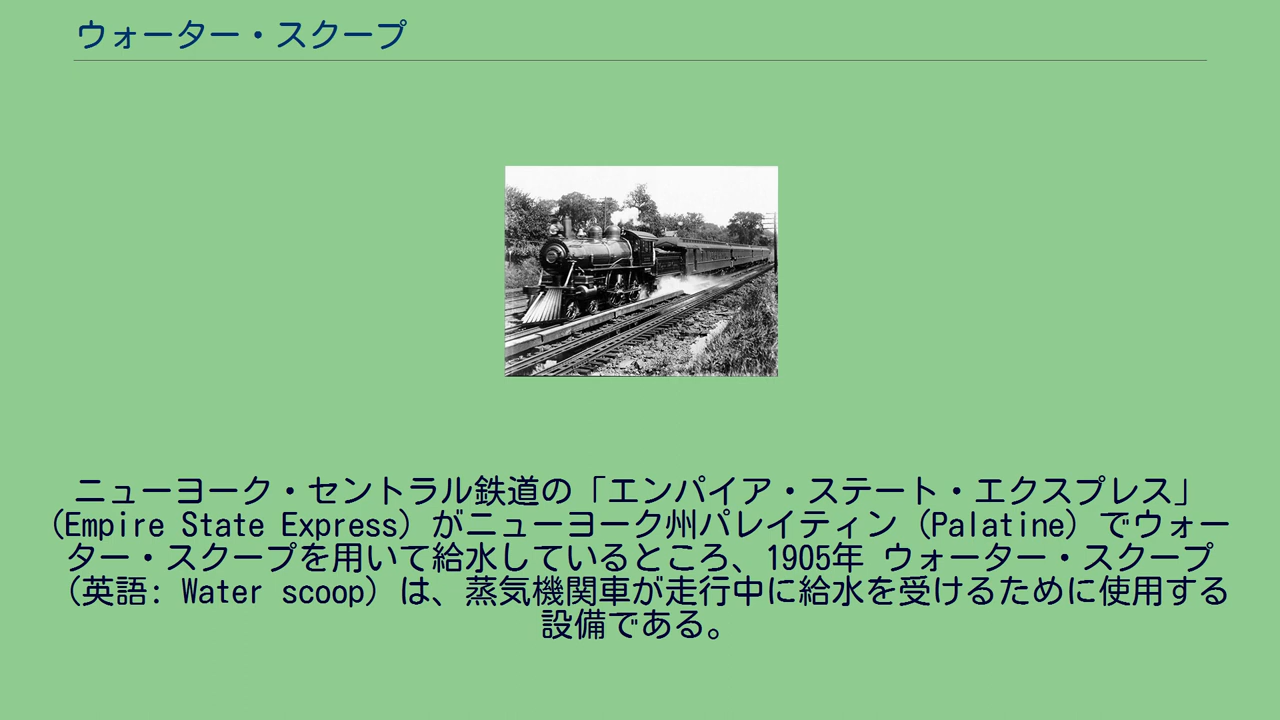 ウォーター・スクープ
ニューヨーク・セントラル鉄道の「エンパイア・ステート・エクスプレス」
（Empire State Express）がニューヨーク州パレイティン（Palatine）でウォー
ター・スクープを用いて給水しているところ、1905年 ウォーター・スクープ
（英語: Water scoop）は、蒸気機関車が走行中に給水を受けるために使用する
設備である。